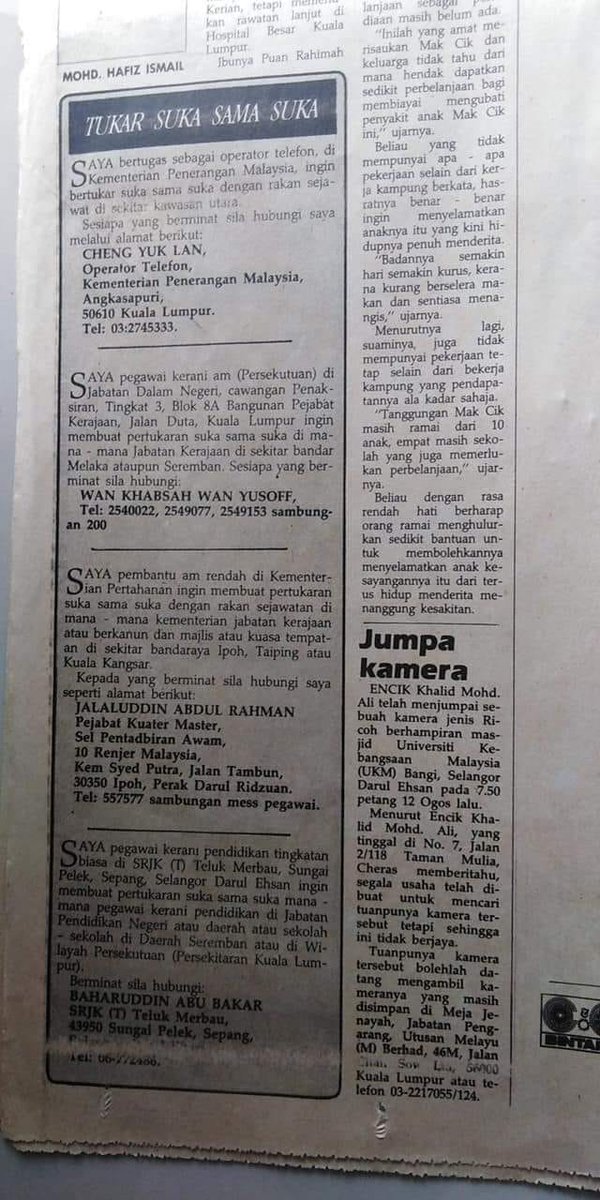 Kerian, tetapi
kan rawatan lanjut di
Hospital Besar Kuala
Lumpur.
Ibunya Puan Rahimah
MOHD. HAFIZ ISMAIL
TUKAR SUKA SAMA SUKA
SAYA bertugas sebagai operator telefon, di
Kementerian Penerangan Malaysia, ingin
bertukar suka sama suka dengan rakan seja-
wat di sekitar kawasan utara.
Sesiapa yang berminat sila hubungi saya
melalui alamat berikut:
CHENG YUK LAN,
Operator Telefon,
Kementerian Penerangan Malaysia,
Angkasapuri,
50610 Kuala Lumpur.
Tel: 03:2745333.
SAYA pegawai kerani am (Persekutuan) di
Jabatan Dalam Negeri, cawangan Penak-
siran, Tingkat 3, Blok 8A Bangunan Pejabat
Kerajaan, Jalan Duta, Kuala Lumpur ingin
membuat pertukaran suka sama suka di ma-
na - mana Jabatan Kerajaan di sekitar bandar
Melaka ataupun Seremban. Sesiapa yang ber-
minat sila hubungi:
WAN KHABSAH WAN YUSOFF,
Tel: 2540022, 2549077, 2549153 sambung-
an 200
SAYA pembantu am rendah di Kementer-
ian Pertahanan ingin membuat pertukaran
suka sama suka dengan rakan sejawatan di
mana - mana kementerian jabatan kerajaan
atau berkanun dan majlis atau kuasa tempat-
an di sekitar bandaraya Ipoh, Taiping atau
Kuala Kangsar.
Kepada yang berminat sila hubungi saya
seperti alamat berikut:
JALALUDDIN ABDUL RAHMAN
Pejabat Kuater Master,
Sel Pentadbiran Awam,
10 Renjer Malaysia,
Kem Syed Putra, Jalan Tambun,
30350 Ipoh, Perak Darul Ridzuan.
Tel: 557577 sambungan mess pegawai.
SAYA pegawai kerani pendidikan tingkatan
biasa di SRJK (T) Teluk Merbau, Sungai
Pelek, Sepang, Selangor Darul Ehsan ingin
membuat pertukaran suka sama suka mana -
mana pegawai kerani pendidikan di Jabatan
Pendidikan Negeri atau daerah atau sekolah
- sekolah di Daerah Seremban atau di Wi-
layah Persekutuan (Persekitaran Kuala Lum-
pur).
Berminat sila hubungi:
BAHARUDDIN ABU BAKAR
SRJK (T) Teluk Merbau,
43950 Sungai Pelek, Sepang,
Tel: 06-272486.
lanjaan sebagai
diaan masih belum ada.
"Inilah yang amat me-
risaukan Mak Cik dan
keluarga tidak tahu dari
mana hendak dapatkan
sedikit perbelanjaan bagi
membiayai mengubati
penyakit anak Mak Cik
ini," ujarnya.
Beliau yang tidak
mempunyai apa - apa
pekerjaan selain dari ker-
ja kampung berkata, has-
ratnya benar - benar
ingin menyelamatkan
anaknya itu yang kini hi-
dupnya penuh menderita.
"Badannya semakin
hari semakin kurus, kera-
na kurang berselera ma-
kan dan sentiasa mena-
ngis," ujarnya.
Menurutnya lagi,
suaminya, juga tidak
mempunyai pekerjaan te-
tap selain dari bekerja
kampung yang pendapa-
tannya ala kadar sahaja.
"Tanggungan Mak Cik
masih ramai dari 10
anak, empat masih seko-
lah yang juga memerlu-
kan perbelanjaan," ujar-
nya.
Beliau dengan rasa
rendah hati berharap
orang ramai menghulur-
kan sedikit bantuan un-
tuk membolehkannya
menyelamatkan anak ke-
sayangannya itu dari ter-
us hidup menderita me-
nanggung kesakitan.
Jumpa
kamera
ENCIK Khalid Mohd.
Ali telah menjumpai se-
buah kamera jenis Ri-
coh berhampiran mas-
jid Universiti Ke-
bangsaan Malaysia
(UKM) Bangi, Selangor
Darul Ehsan pada 7.50
petang 12 Ogos lalu.
Menurut Encik Kha-
lid Mohd. Ali, yang
tinggal di No. 7, Jalan
2/118 Taman Mulia,
Cheras memberitahu,
segala usaha telah di-
buat untuk mencari
tuanpunya kamera ter-
sebut tetapi sehingga
ini tidak berjaya.
Tuanpunya kamera
tersebut bolehlah da-
tang mengambil ka-
meranya yang masih
disimpan di Meja Je-
nayah, Jabatan Peng-
arang, Utusan Melayu
(M) Berhad, 46M, Jalan
Chan Sow Lin, 56000
Kuala Lumpur atau te-
lefon 03-2217055/124.
BINTAN